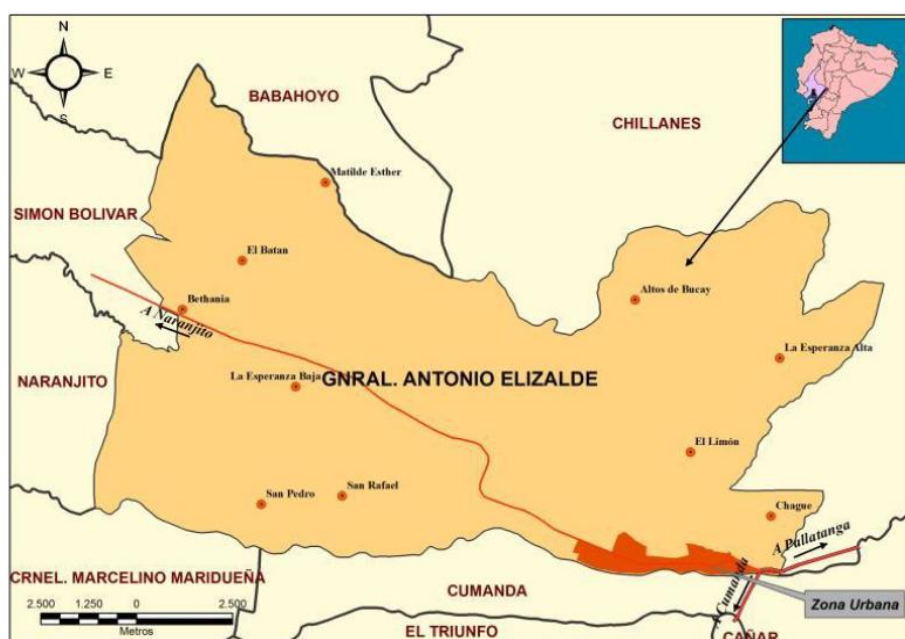 N
W E
S
BABAHOYO
CHILLANES
Matilde Esther
SIMON BOLIVAR
El Batan
Altos de Bucay
Bethania
A Naranjito
La Esperanza Alta
NARANJITO
La Esperanza Baja
GNRAL. ANTONIO ELIZALDE
El Limón
San Pedro
San Rafael
Chague
A Pallatanga
A Cumanda
CRNEL. MARCELINO MARIDUEÑA
CUMANDA
Zona Urbana
2.500 1.250 0 2.500
Metros
EL TRIUNFO
CAÑAR